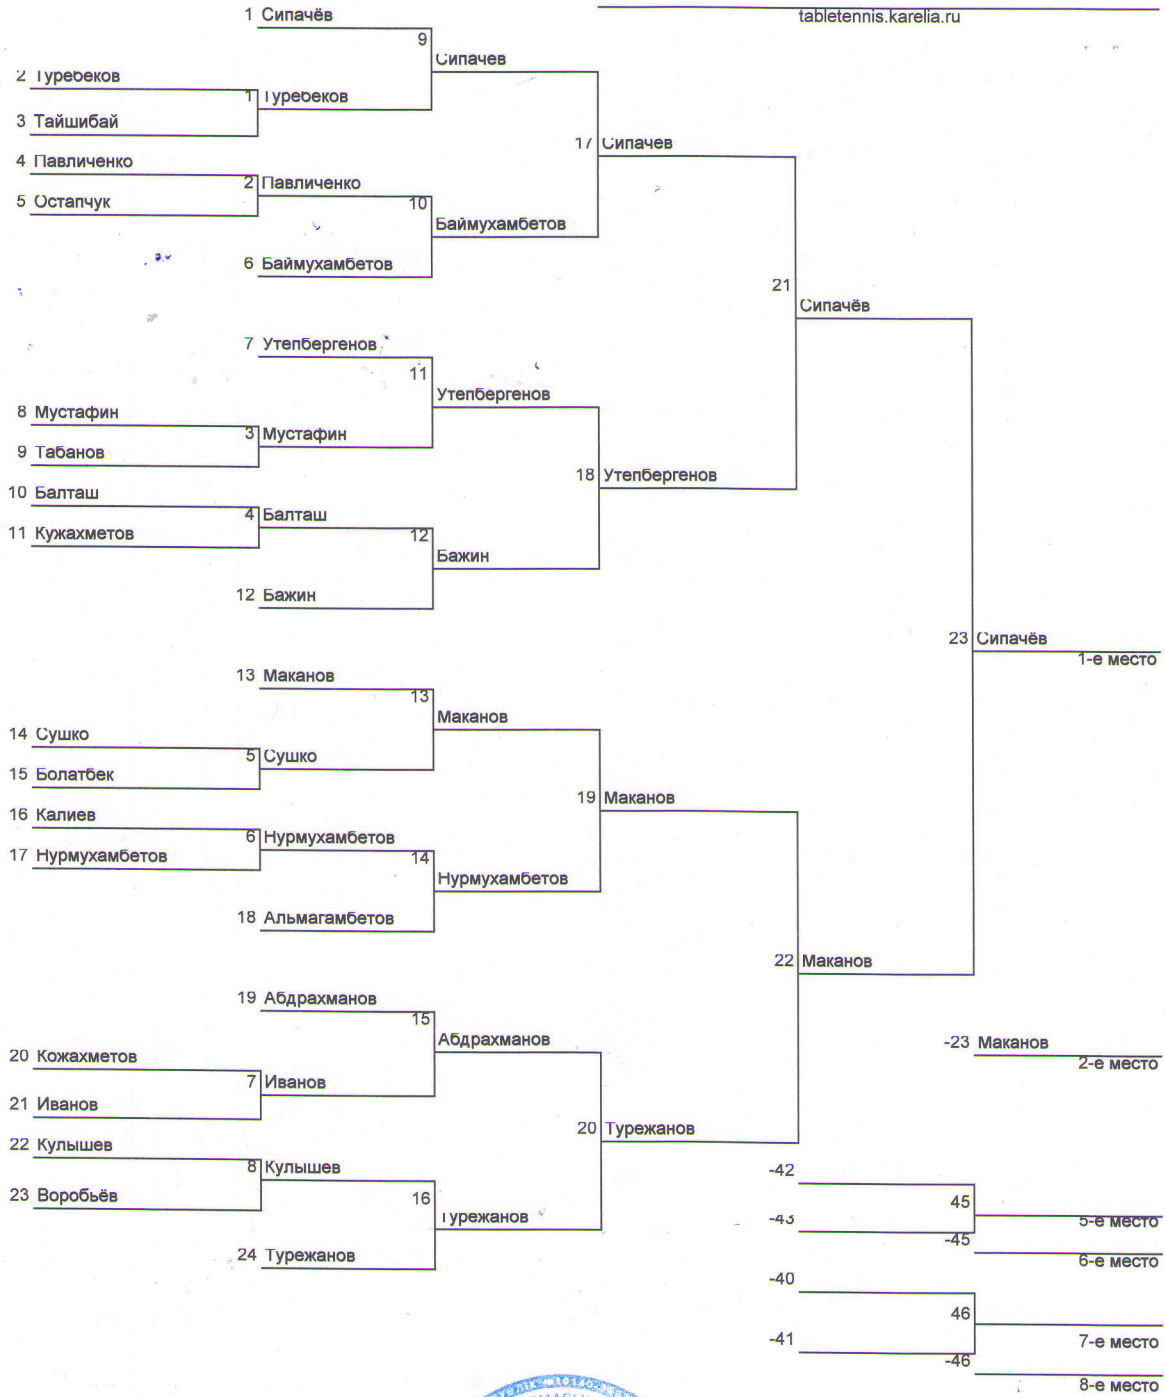 tabletennis.karelia.ru
1 Сипачёв
9
Сипачев
2 Туребеков
1 Туребеков
3 Тайшибай
17 Сипачев
4 Павличенко
2 Павличенко
5 Остапчук
10
Баймухамбетов
6 Баймухамбетов
21
Сипачёв
7 Утепбергенов
11
Утепбергенов
8 Мустафин
3 Мустафин
9 Табанов
18 Утепбергенов
10 Балташ
4 Балташ
11 Кужахметов
12
Бажин
12 Бажин
23 Сипачёв
1-е место
13 Маканов
13
Маканов
14 Сушко
5 Сушко
15 Болатбек
19 Маканов
16 Калиев
6 Нурмухамбетов
17 Нурмухамбетов
14
Нурмухамбетов
18 Альмагамбетов
22 Маканов
19 Абдрахманов
15
Абдрахманов
-23 Маканов
2-е место
20 Кожахметов
7 Иванов
21 Иванов
20 Турежанов
22 Кулышев
8 Кулышев
23 Воробьёв
16
Турежанов
24 Турежанов
-42
45
-43
5-е место
-45
6-е место
-40
46
-41
7-е место
-46
8-е место